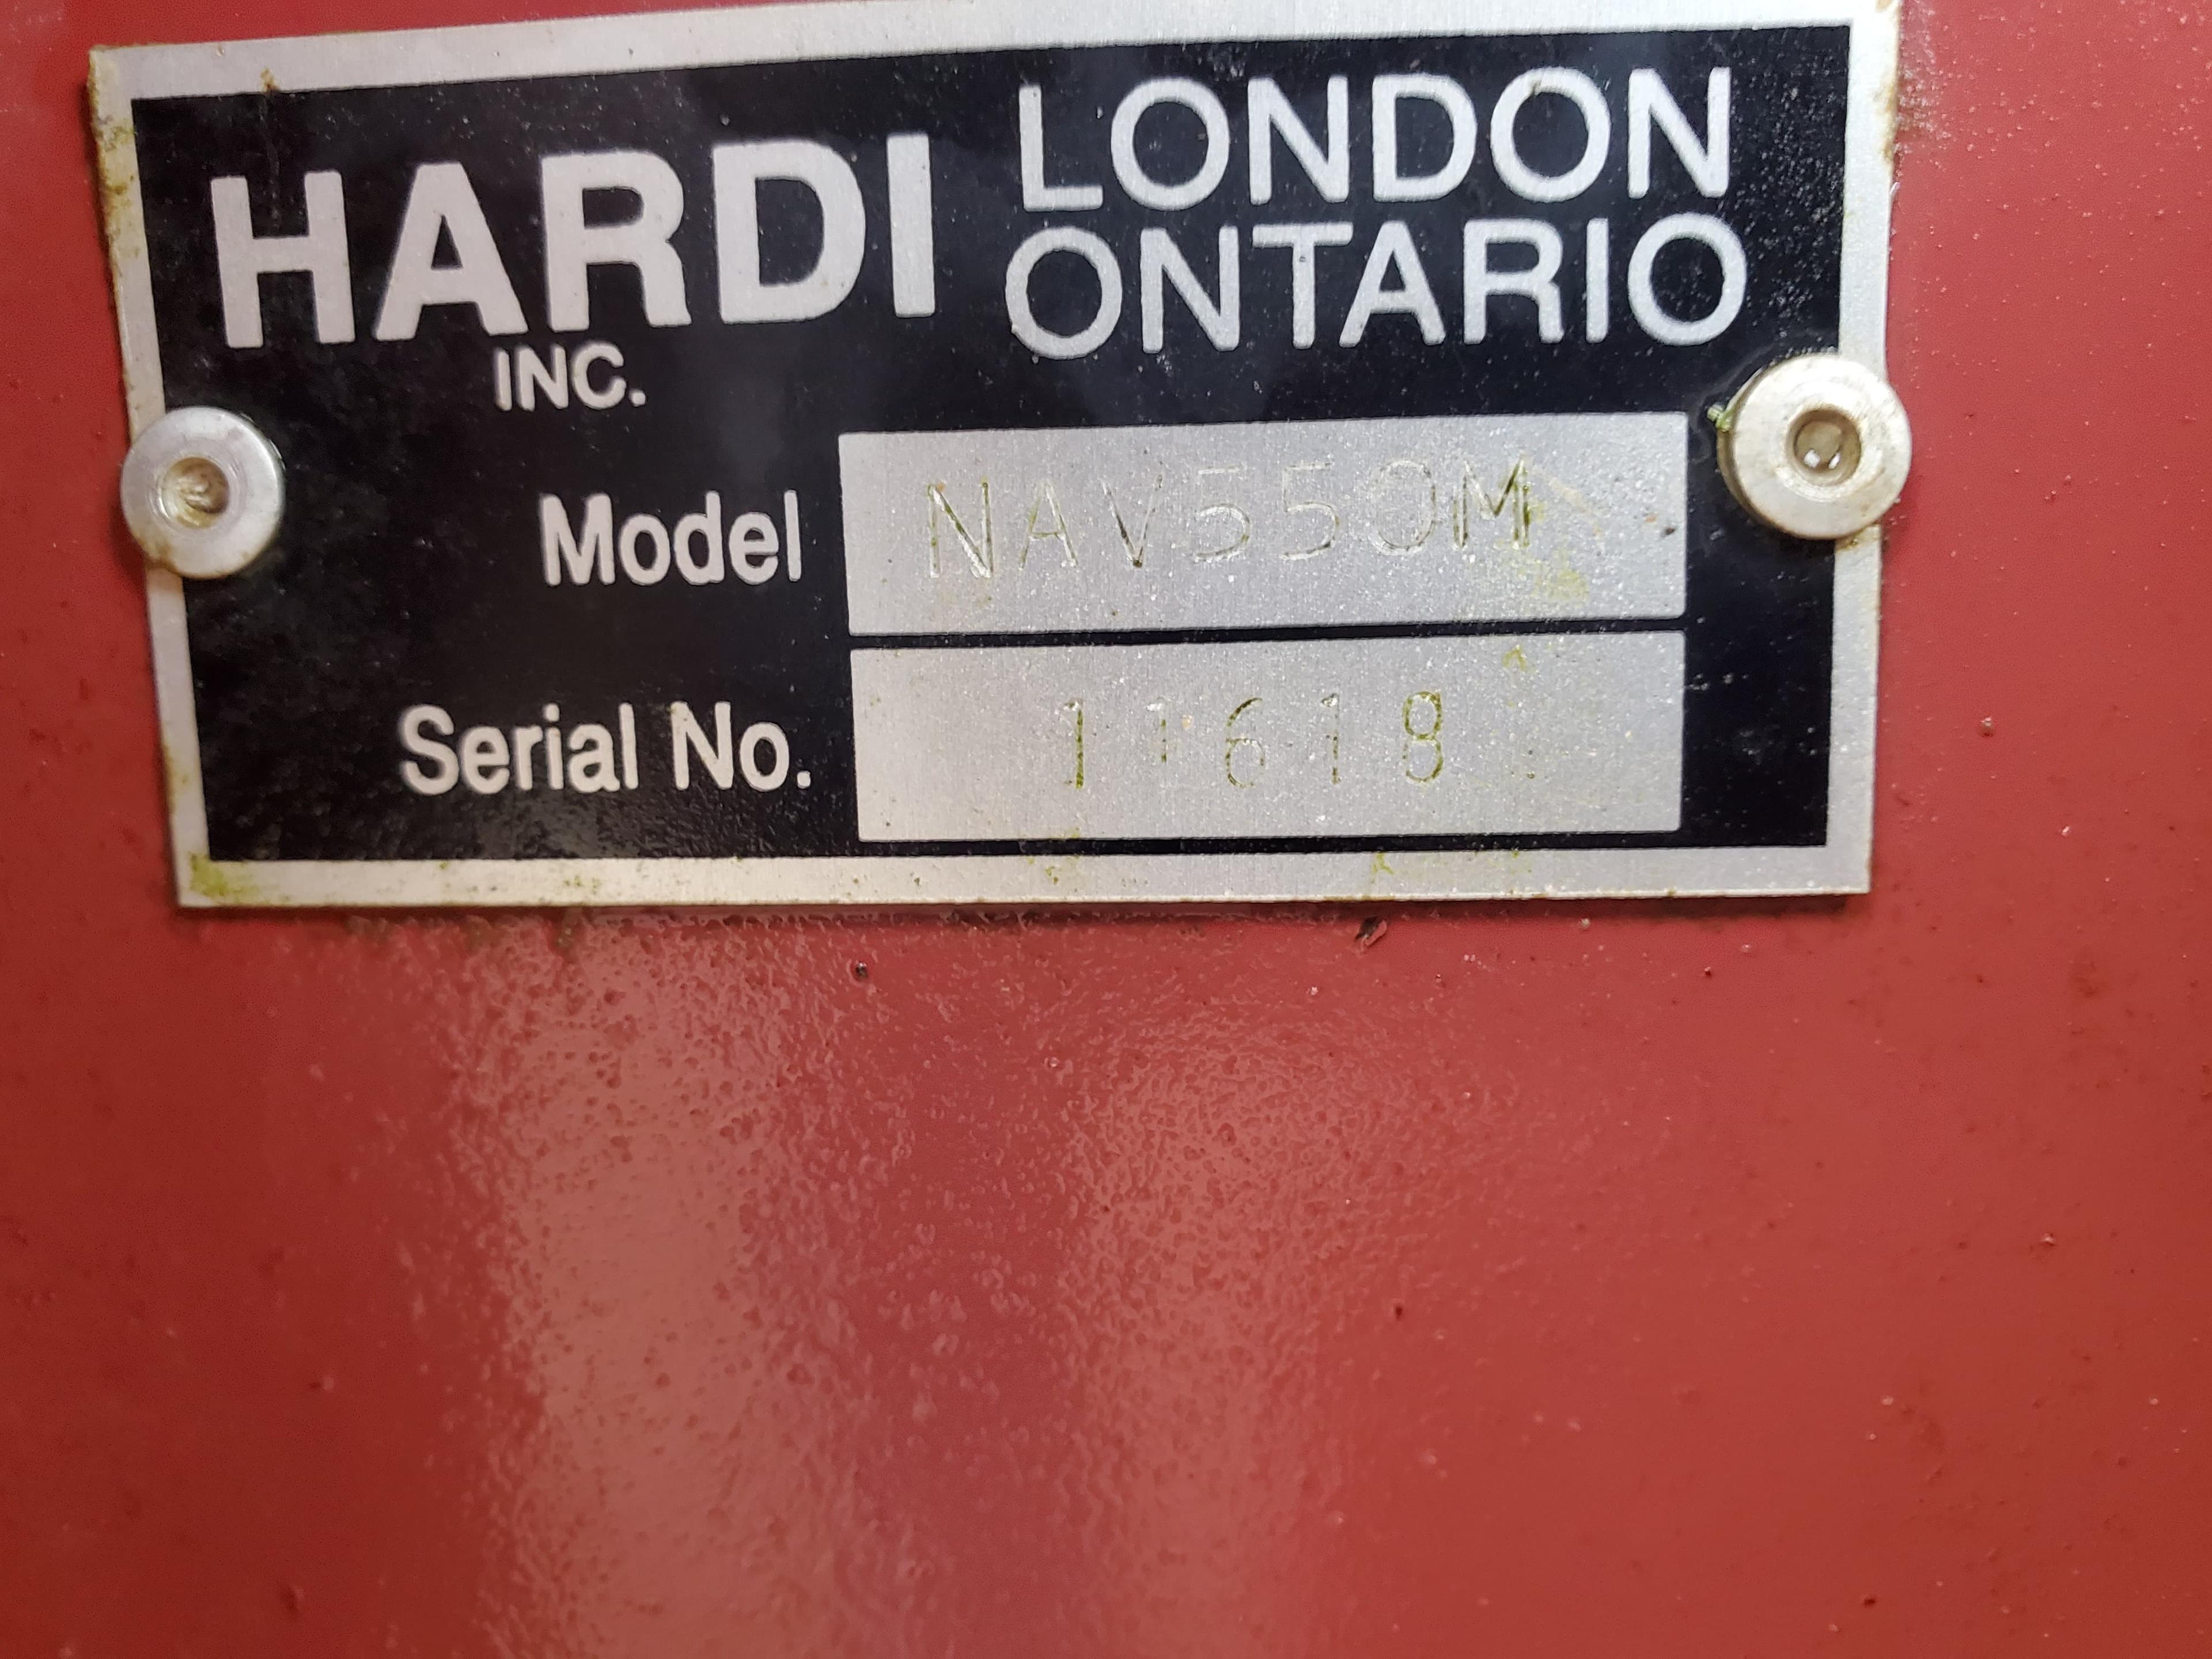 HARDI LONDON
INC. ONTARIO
Model NAV550M
Serial No. 11618